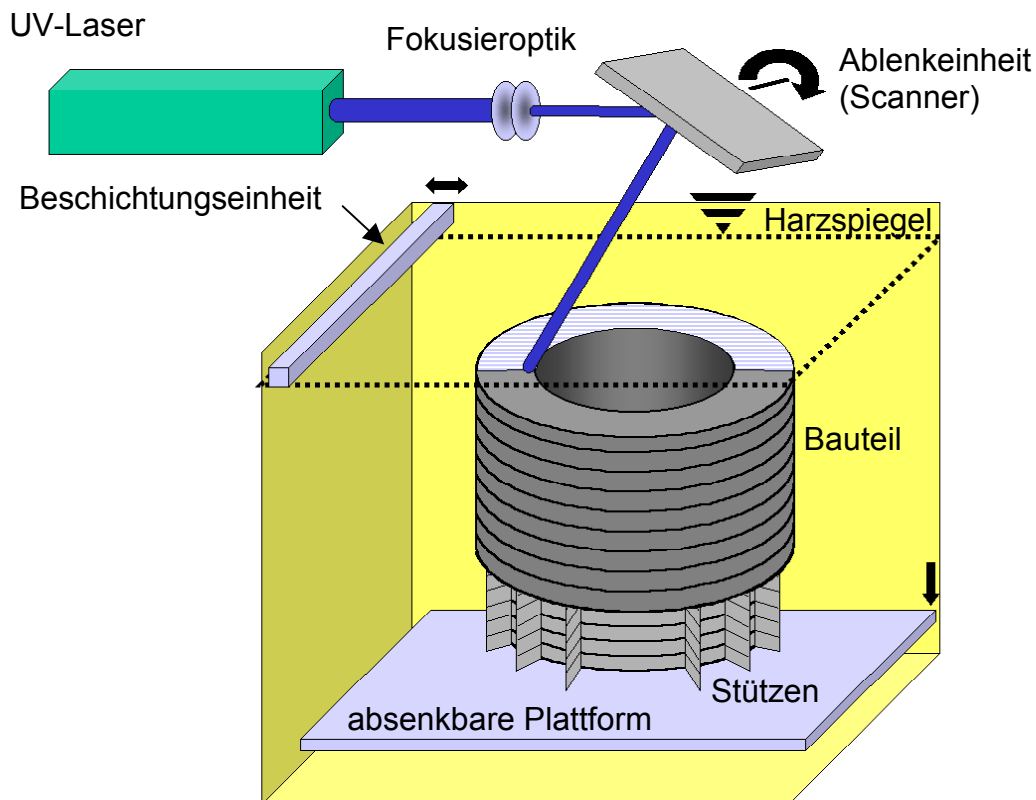 UV-Laser
Fokusieroptik
Ablenkeinheit
(Scanner)
Beschichtungseinheit
Harzspiegel
Bauteil
Stützen
absenkbare Plattform